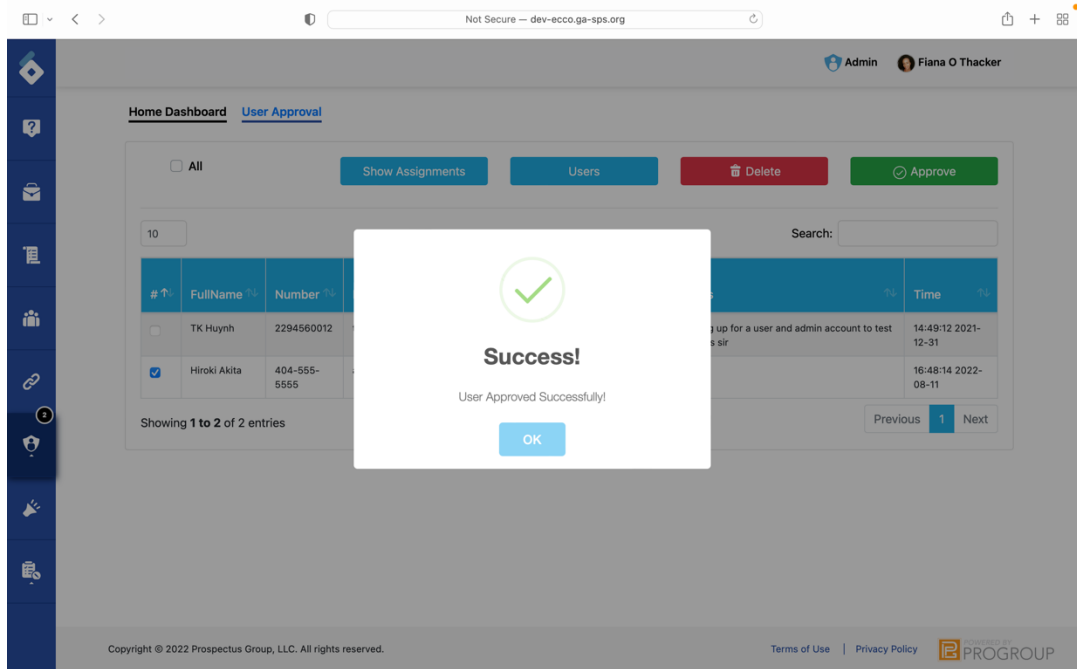 Not Secure — dev-ecco.ga-sps.org
Admin
Fiana O Thacker
Home Dashboard
User Approval
All
Show Assignments
Users
Delete
Approve
10
Search:
# FullName Number Time
TK Huynh 2294560012 up for a user and admin account to test 14:49:12 2021-
sir 12-31
Hiroki Akita 404-555- 16:48:14 2022-
5555 08-11
Success!
User Approved Successfully!
OK
Showing 1 to 2 of 2 entries
Previous 1 Next
2
Copyright © 2022 Prospectus Group, LLC. All rights reserved.
Terms of Use | Privacy Policy
POWERED BY
PROGROUP